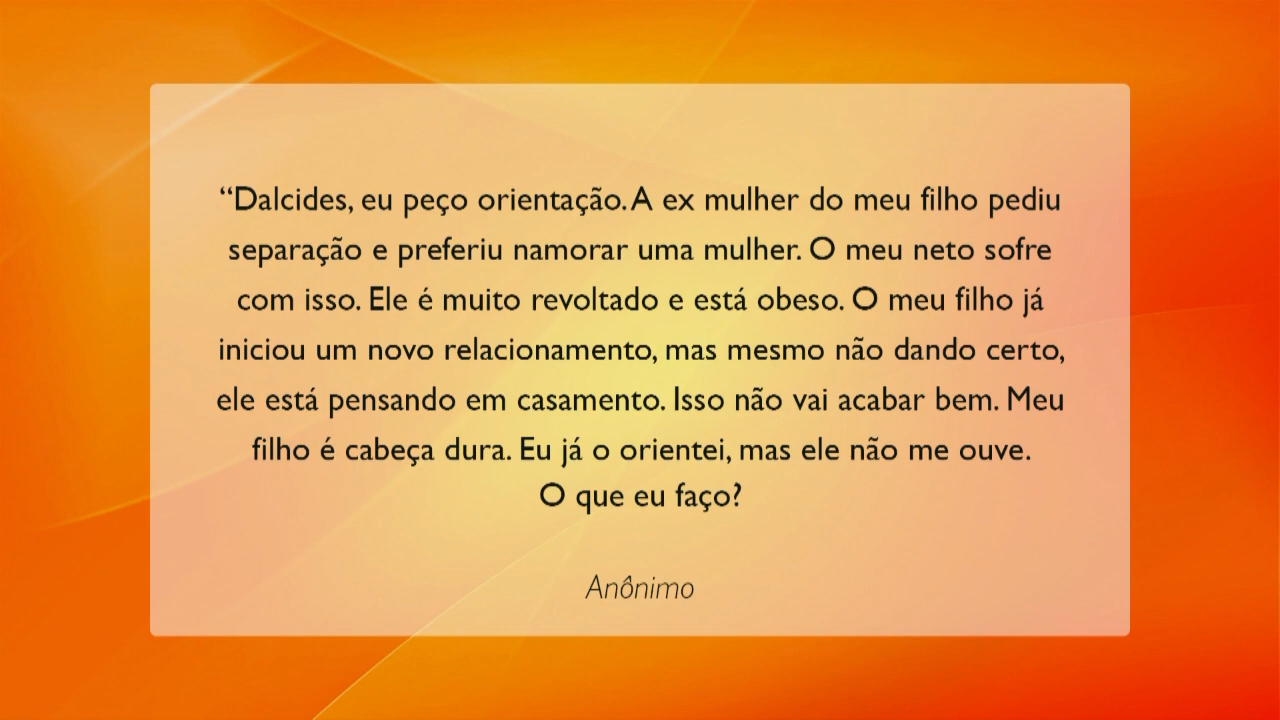 “Dalcides, eu peço orientação. A ex mulher do meu filho pediu
separação e preferiu namorar uma mulher. O meu neto sofre
com isso. Ele é muito revoltado e está obeso. O meu filho já
iniciou um novo relacionamento, mas mesmo não dando certo,
ele está pensando em casamento. Isso não vai acabar bem. Meu
filho é cabeça dura. Eu já o orientei, mas ele não me ouve.
O que eu faço?
Anônimo